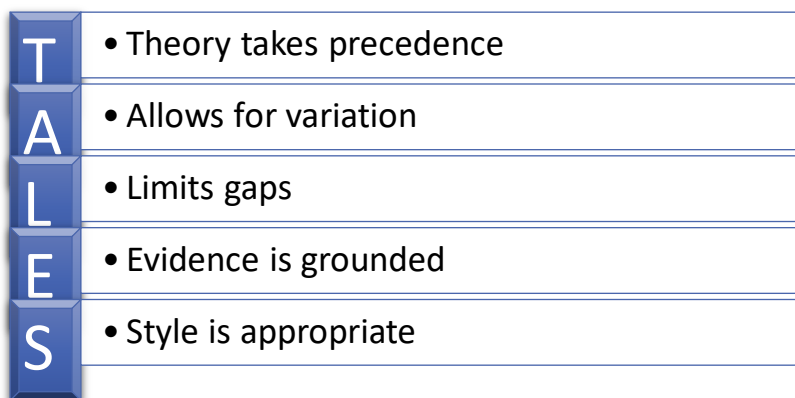 T • Theory takes precedence
A • Allows for variation
L • Limits gaps
E • Evidence is grounded
S • Style is appropriate